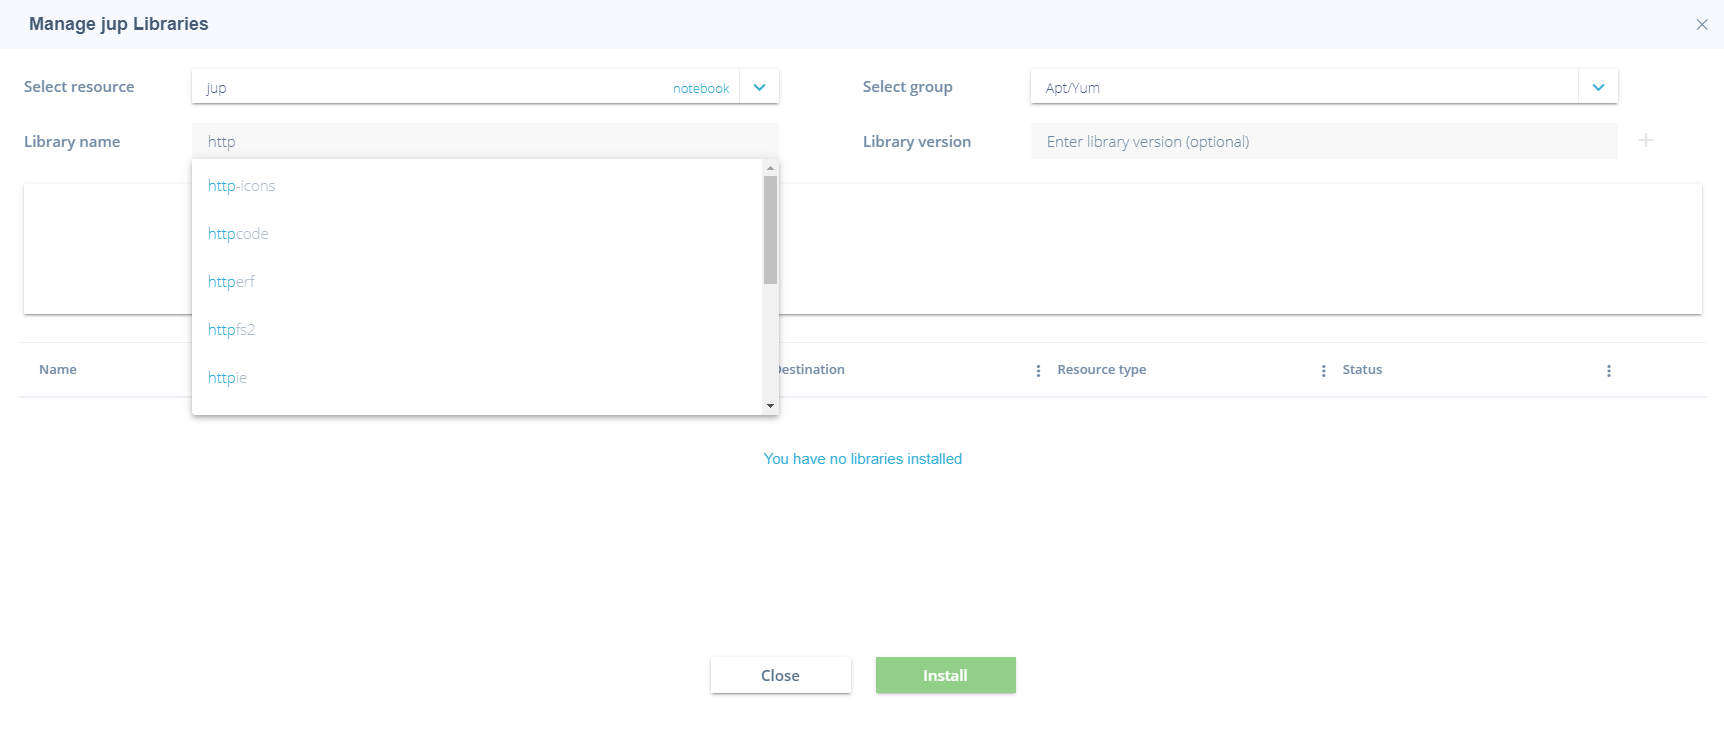 Manage jup Libraries
Select resource
jup
notebook
Select group
Apt/Yum
Library name
http
Library version
Enter library version (optional)
http-icons
httpcode
httperf
httpfs2
httpie
Name
Destination
Resource type
Status
You have no libraries installed
Close
Install